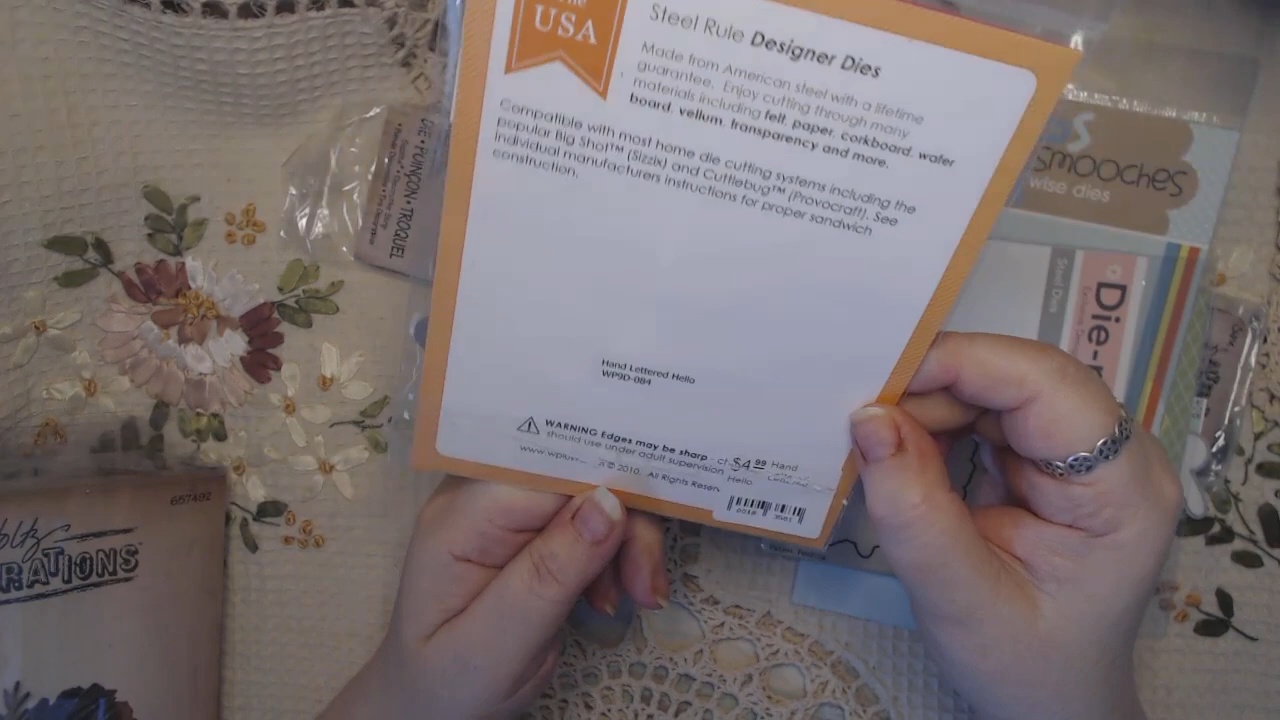 The
USA
Steel Rule Designer Dies
Made from American steel with a lifetime
guarantee. Enjoy cutting through many
materials including felt, paper, corkboard, wafer
board, vellum, transparency and more.
Compatible with most home die cutting systems including the
popular Big Shot™ (Sizzix) and Cuttlebug™ (Provocraft). See
individual manufacturers instructions for proper sandwich
construction.
Hand Lettered Hello
WP9D-084
WARNING Edges may be sharp
should use under adult supervision
© 2010. All Rights
$4.99 Hand
Hello
DIE • POINÇON • TROQUEL
smooches
wise dies
Steel Dies
Die-
657492
RATIONS